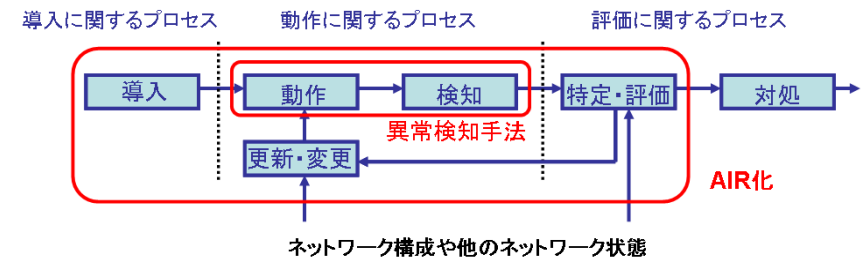 導入に関するプロセス
動作に関するプロセス
評価に関するプロセス
導入
動作
検知
特定・評価
対処
異常検知手法
更新・変更
AIR化
ネットワーク構成や他のネットワーク状態